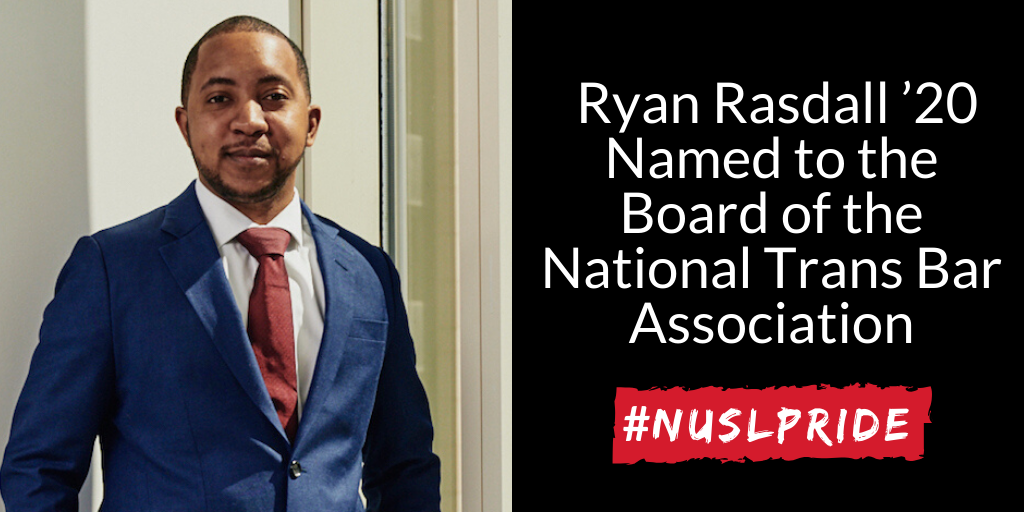 Ryan Rasdall ’20
Named to the
Board of the
National Trans Bar
Association
#NUSLPRIDE